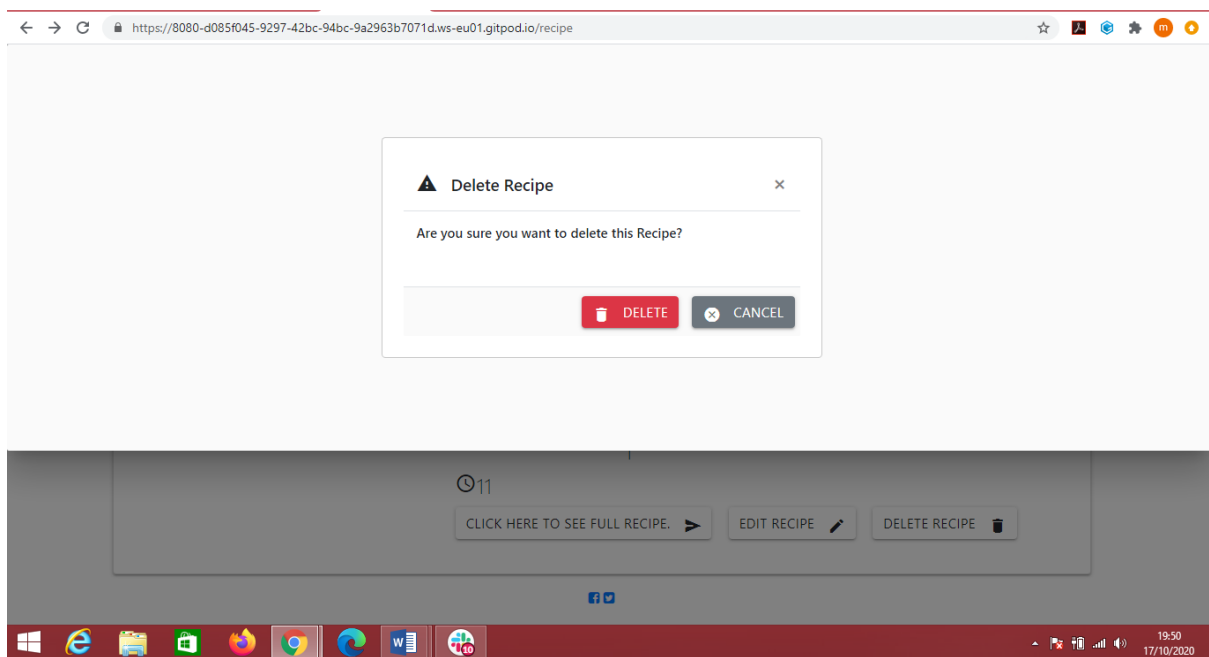 https://8080-d085f045-9297-42bc-94bc-9a2963b7071d.ws-eu01.gitpod.io/recipe
m
Delete Recipe ×
Are you sure you want to delete this Recipe?
DELETE CANCEL
11
CLICK HERE TO SEE FULL RECIPE. EDIT RECIPE DELETE RECIPE
10
19:50
17/10/2020